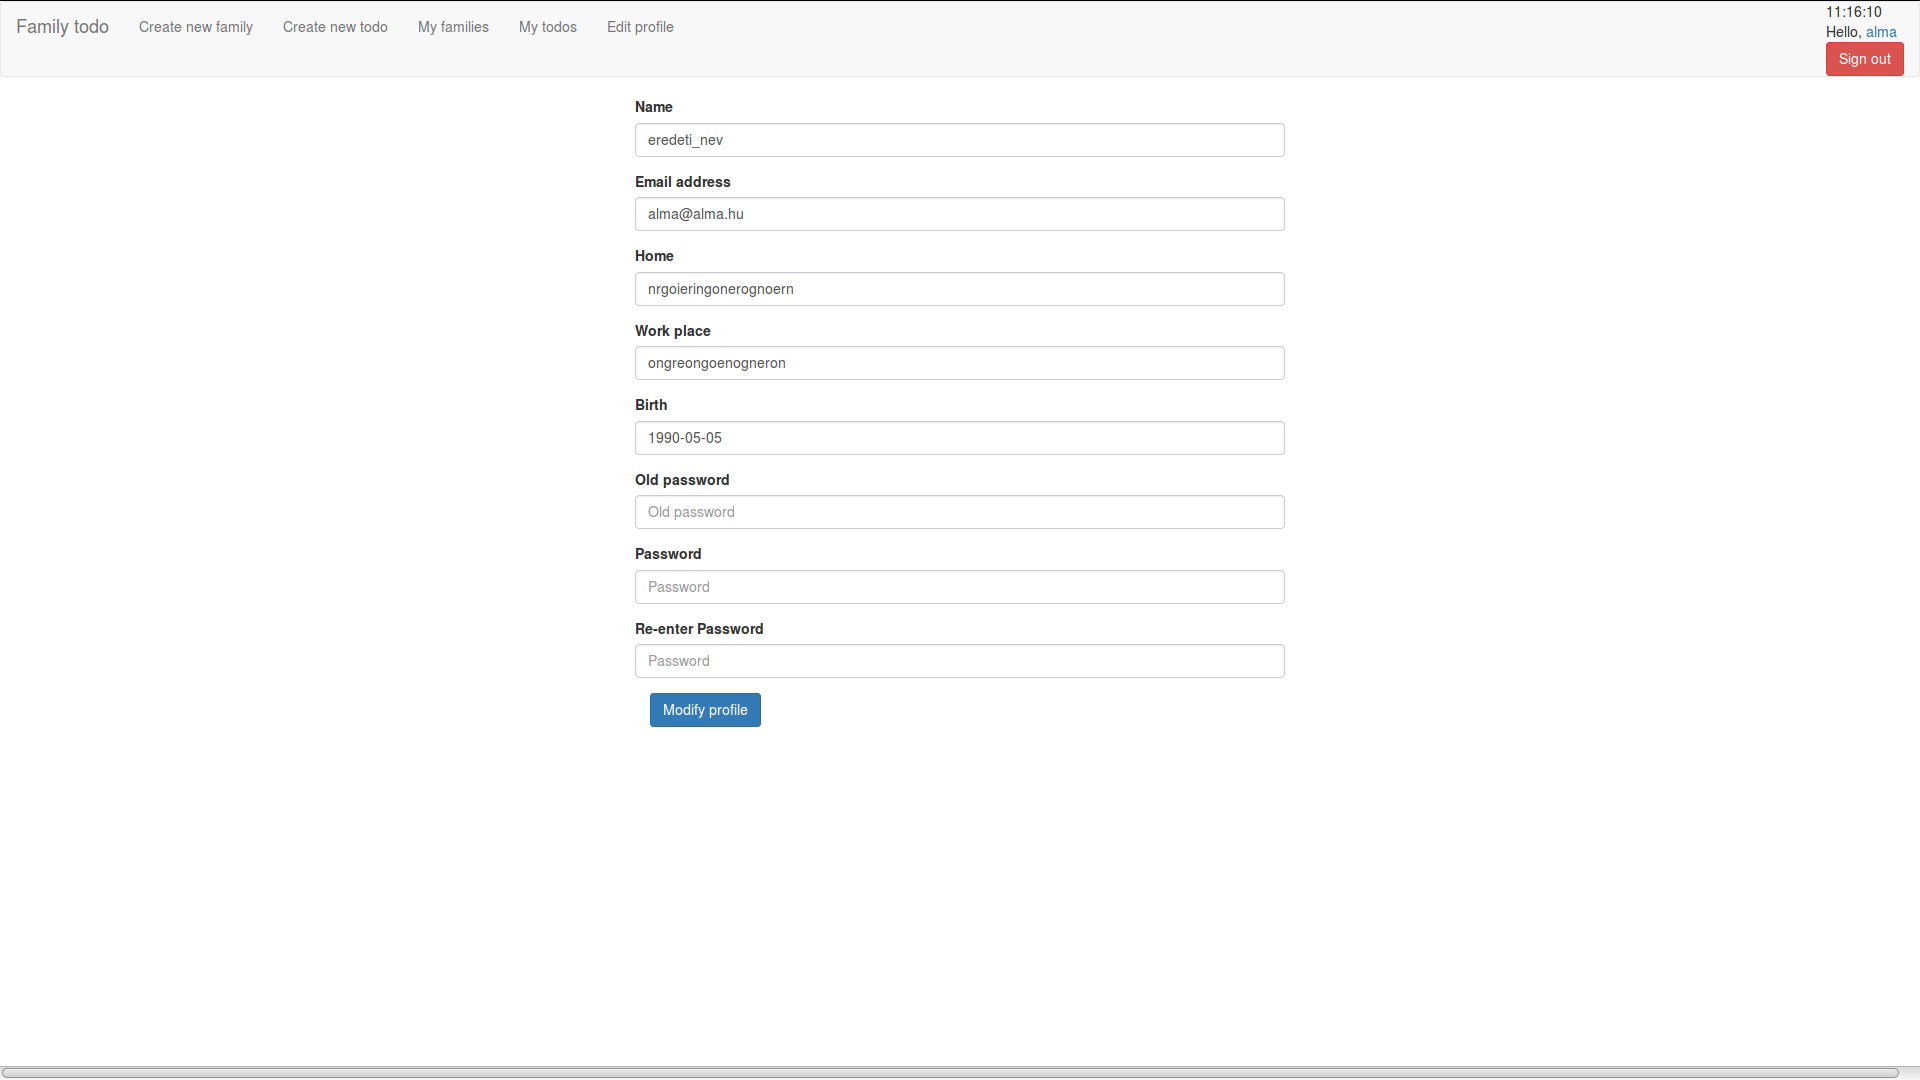 Family todo Create new family Create new todo My families My todos Edit profile
11:16:10
Hello, alma
Sign out
Name
eredeti_nev
Email address
alma@alma.hu
Home
nrgoieringonerognoern
Work place
ongreongoenogneron
Birth
1990-05-05
Old password
Old password
Password
Password
Re-enter Password
Password
Modify profile